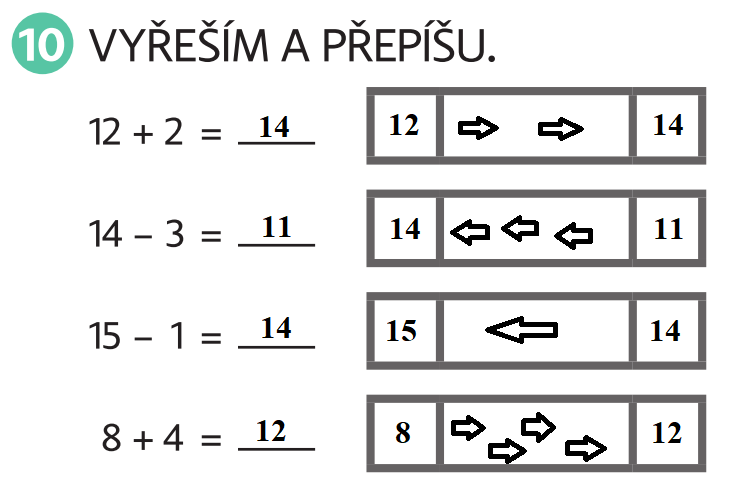 10 VYŘEŠÍM A PŘEPÍŠU.
12 + 2 = 14 12 14
14 – 3 = 11 14 11
15 – 1 = 14 15 14
8 + 4 = 12 8 12